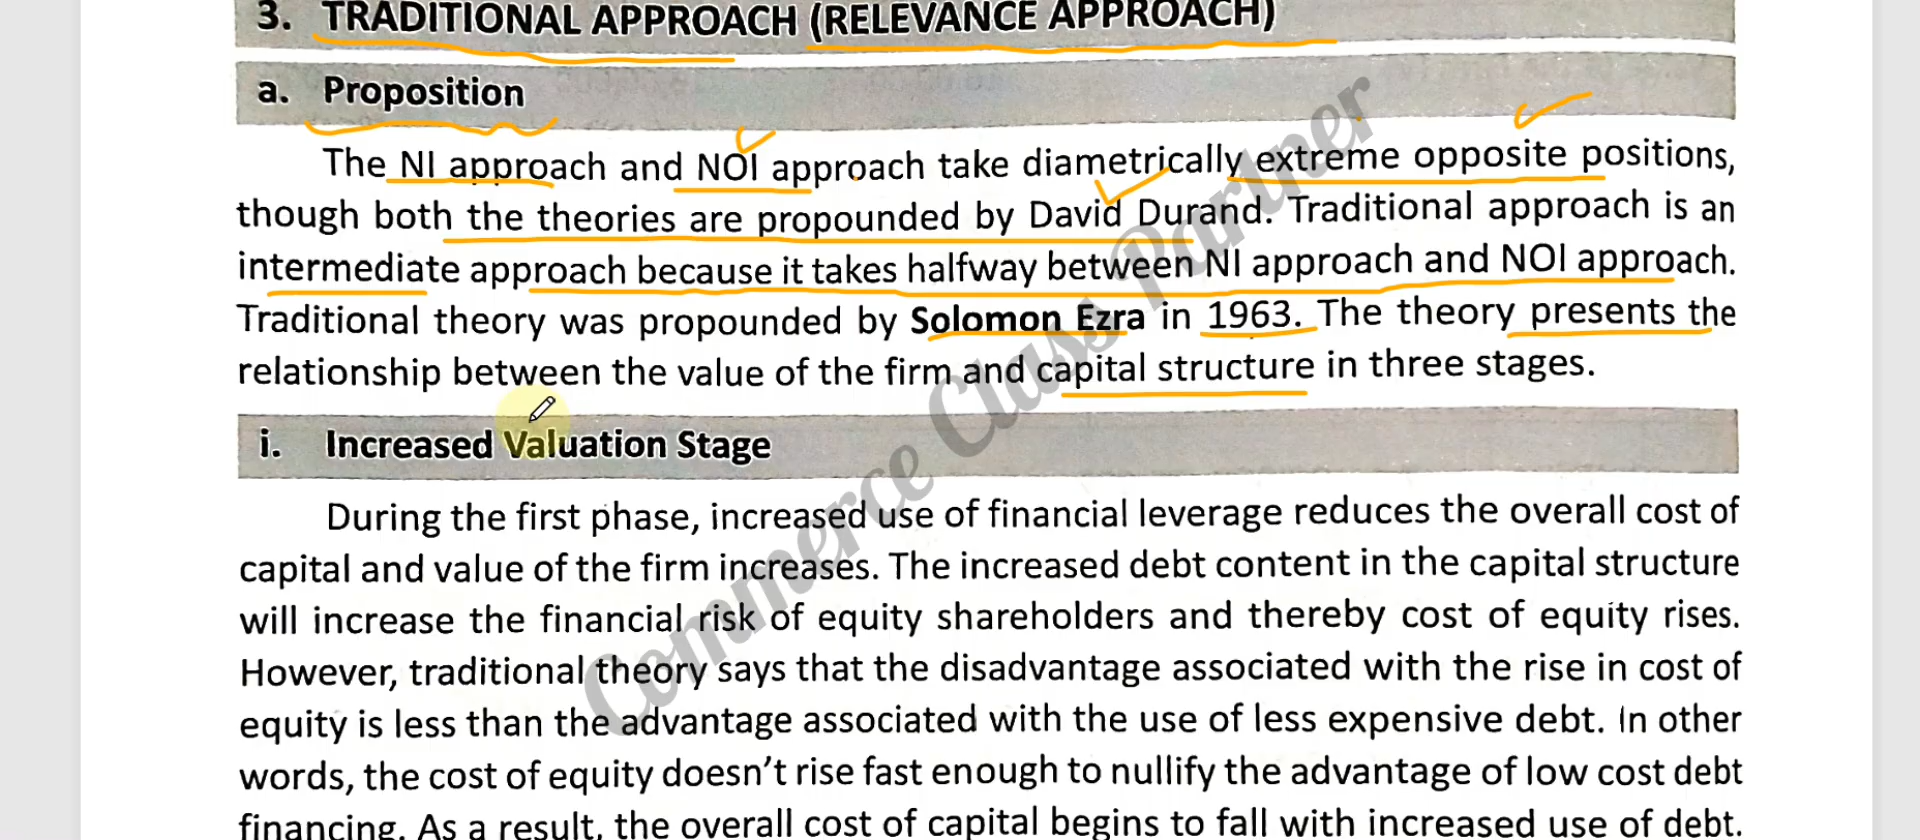 3. TRADITIONAL APPROACH (RELEVANCE APPROACH)
a. Proposition
The NI approach and NOI approach take diametrically extreme opposite positions,
though both the theories are propounded by David Durand. Traditional approach is an
intermediate approach because it takes halfway between NI approach and NOI approach.
Traditional theory was propounded by Solomon Ezra in 1963. The theory presents the
relationship between the value of the firm and capital structure in three stages.
i. Increased Valuation Stage
During the first phase, increased use of financial leverage reduces the overall cost of
capital and value of the firm increases. The increased debt content in the capital structure
will increase the financial risk of equity shareholders and thereby cost of equity rises.
However, traditional theory says that the disadvantage associated with the rise in cost of
equity is less than the advantage associated with the use of less expensive debt. In other
words, the cost of equity doesn't rise fast enough to nullify the advantage of low cost debt
financing. As a result, the overall cost of capital begins to fall with increased use of debt.
Commerce Class Partner